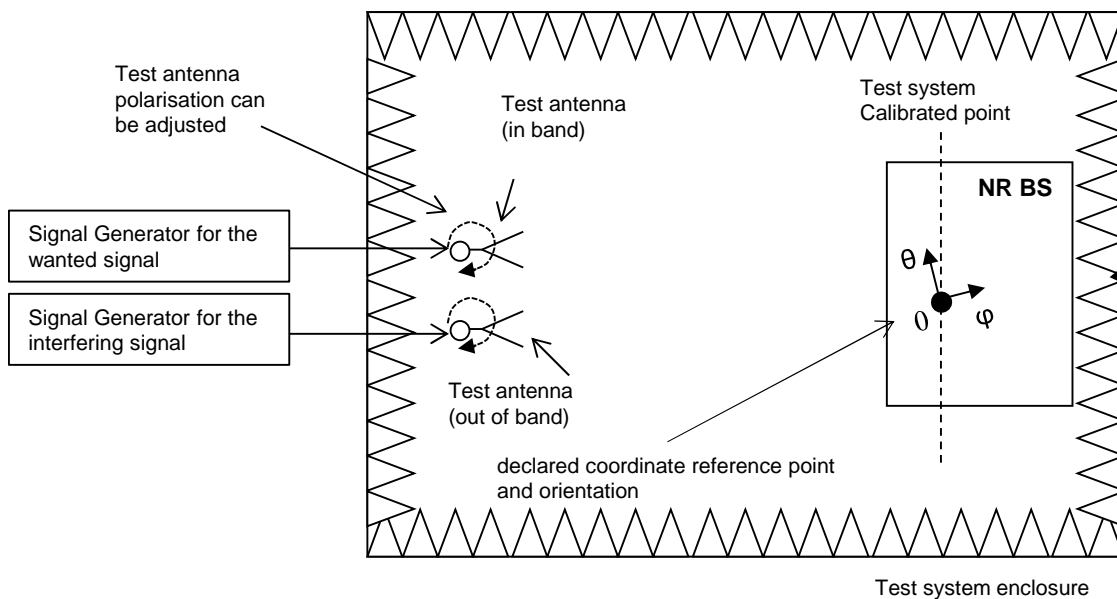 Test antenna
polarisation can
be adjusted
Test antenna
(in band)
Test system
Calibrated point
NR BS
Signal Generator for the
wanted signal
θ
0
φ
Signal Generator for the
interfering signal
Test antenna
(out of band)
declared coordinate reference point
and orientation
Test system enclosure